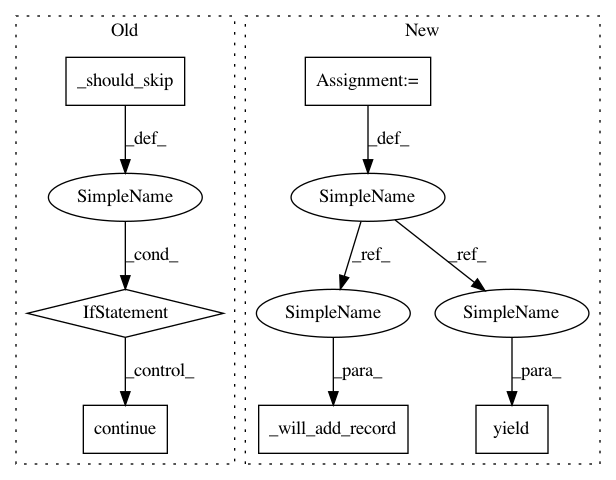 Old
New
_should_skip
Assignment:=
_def_
_def_
SimpleName
SimpleName
_cond_
_ref_
_ref_
IfStatement
SimpleName
SimpleName
_control_
_para_
_para_
continue
_will_add_record
yield